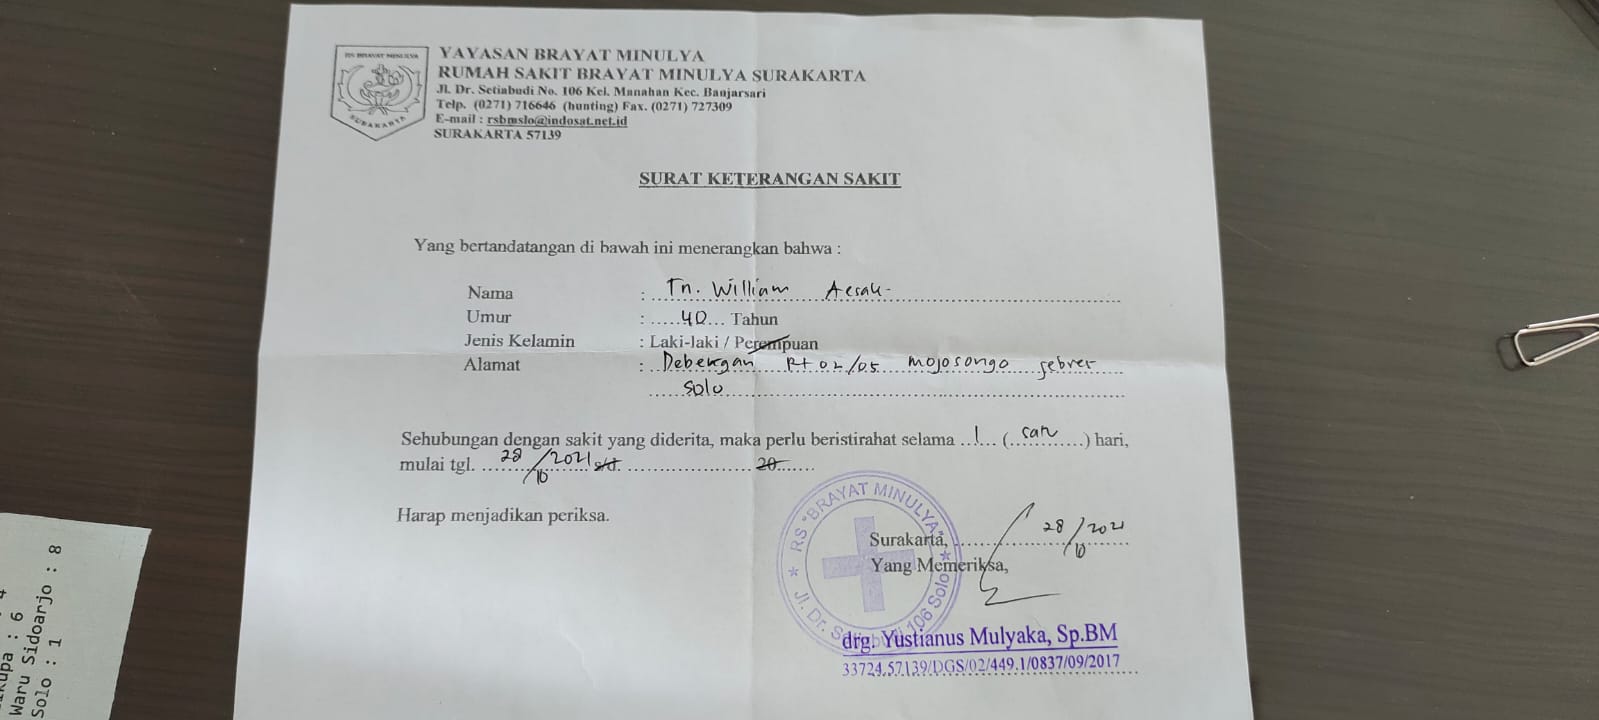 RS BRAYAT MINULYA
SURAKARTA
YAYASAN BRAYAT MINULYA
RUMAH SAKIT BRAYAT MINULYA SURAKARTA
Jl. Dr. Setiabudi No. 106 Kel. Manahan Kec. Banjarsari
Telp. (0271) 716646 (hunting) Fax. (0271) 727309
E-mail : rsbmslo@indosat.net.id
SURAKARTA 57139
SURAT KETERANGAN SAKIT
Yang bertandatangan di bawah ini menerangkan bahwa :
Nama : Tn. William
Umur : 40 Tahun
Jenis Kelamin : Laki-laki / Perempuan
Alamat : Debengan Rt 02/05 mojosongo Jebres
Solo
Sehubungan dengan sakit yang diderita, maka perlu beristirahat selama 1 (satu) hari,
mulai tgl. 28/10 2021 s/d. 20
Harap menjadikan periksa.
Surakarta, 28/10 2021
Yang Memeriksa,
RS "BRAYAT MINULYA"
Jl. Dr. Setiabudi 106 Solo
drg. Yustianus Mulyaka, Sp.BM
33724.57139/DGS/02/449.1/0837/09/2017
: 4
: 6
Waru Sidoarjo : 8
Solo : 1